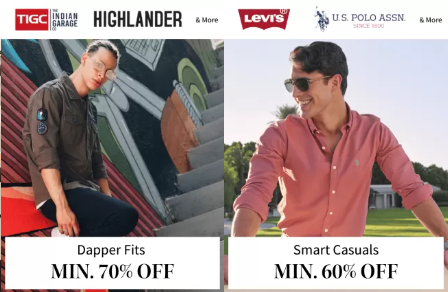 TIGC THE INDIAN GARAGE CO HIGHLANDER & More
LEVI'S U.S. POLO ASSN. & More
SINCE 1890
Dapper Fits
MIN. 70% OFF
Smart Casuals
MIN. 60% OFF